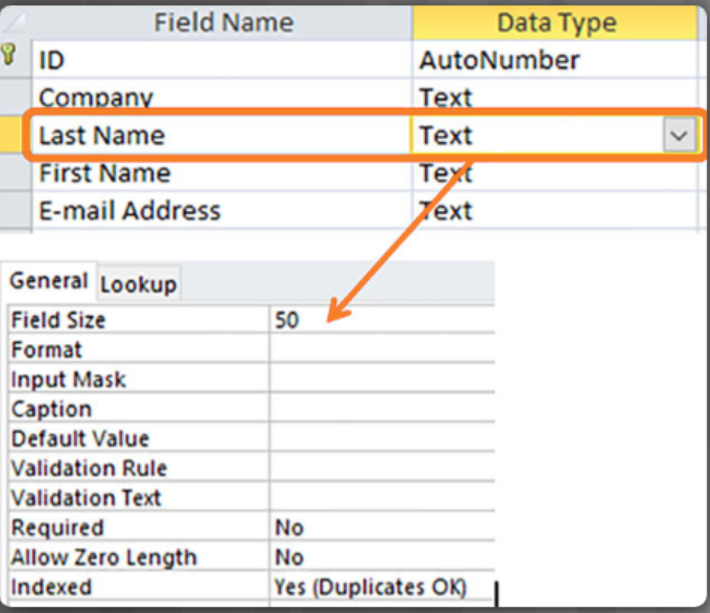 Field Name Data Type
ID AutoNumber
Company Text
Last Name Text
First Name Text
E-mail Address Text
General Lookup
Field Size 50
Format
Input Mask
Caption
Default Value
Validation Rule
Validation Text
Required No
Allow Zero Length No
Indexed Yes (Duplicates OK)